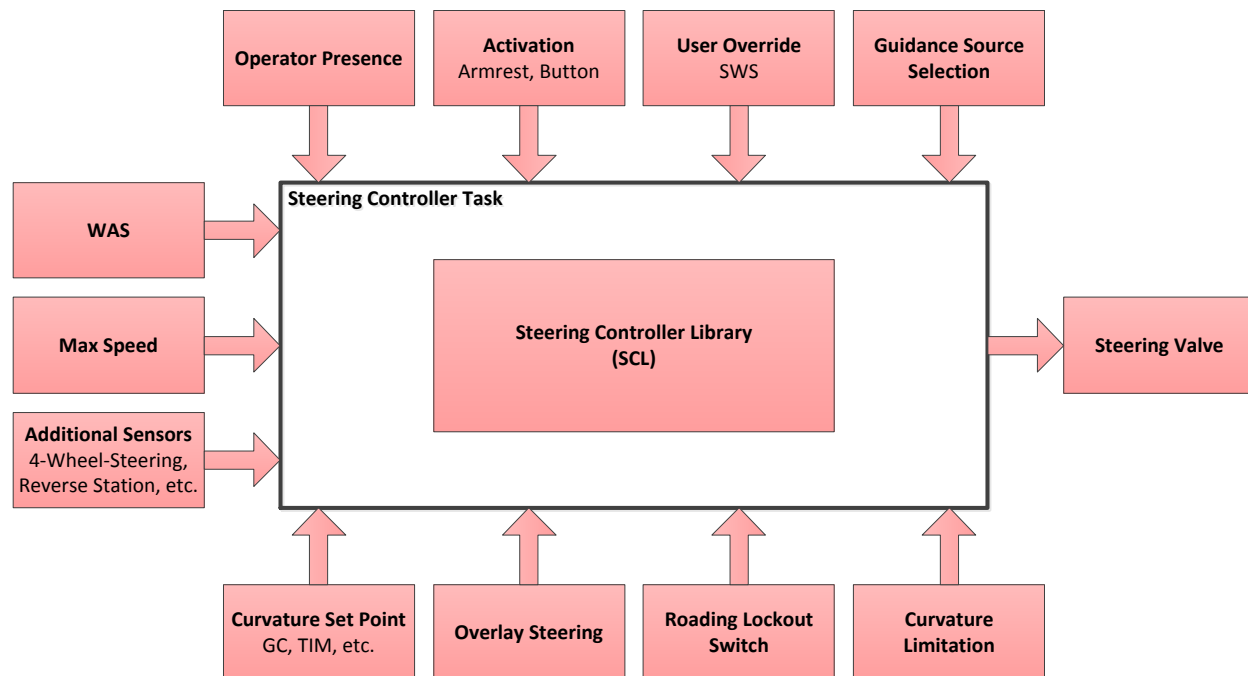 Operator Presence
Activation
Armrest, Button
User Override
SWS
Guidance Source
Selection
Steering Controller Task
WAS
Max Speed
Additional Sensors
4-Wheel-Steering,
Reverse Station, etc.
Steering Controller Library
(SCL)
Steering Valve
Curvature Set Point
GC, TIM, etc.
Overlay Steering
Roading Lockout
Switch
Curvature
Limitation